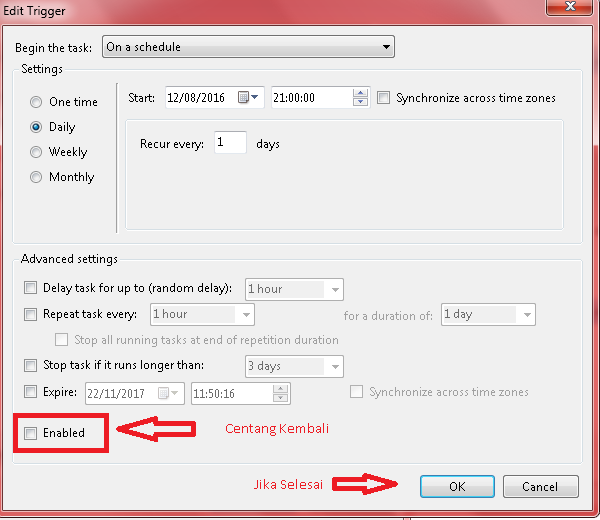 Edit Trigger
Begin the task: On a schedule
Settings
One time
Daily
Weekly
Monthly
Start: 12/08/2016 21:00:00 Synchronize across time zones
Recur every: 1 days
Advanced settings
Delay task for up to (random delay): 1 hour
Repeat task every: 1 hour for a duration of: 1 day
Stop all running tasks at end of repetition duration
Stop task if it runs longer than: 3 days
Expire: 22/11/2017 11:50:16 Synchronize across time zones
Enabled Centang Kembali
Jika Selesai OK Cancel